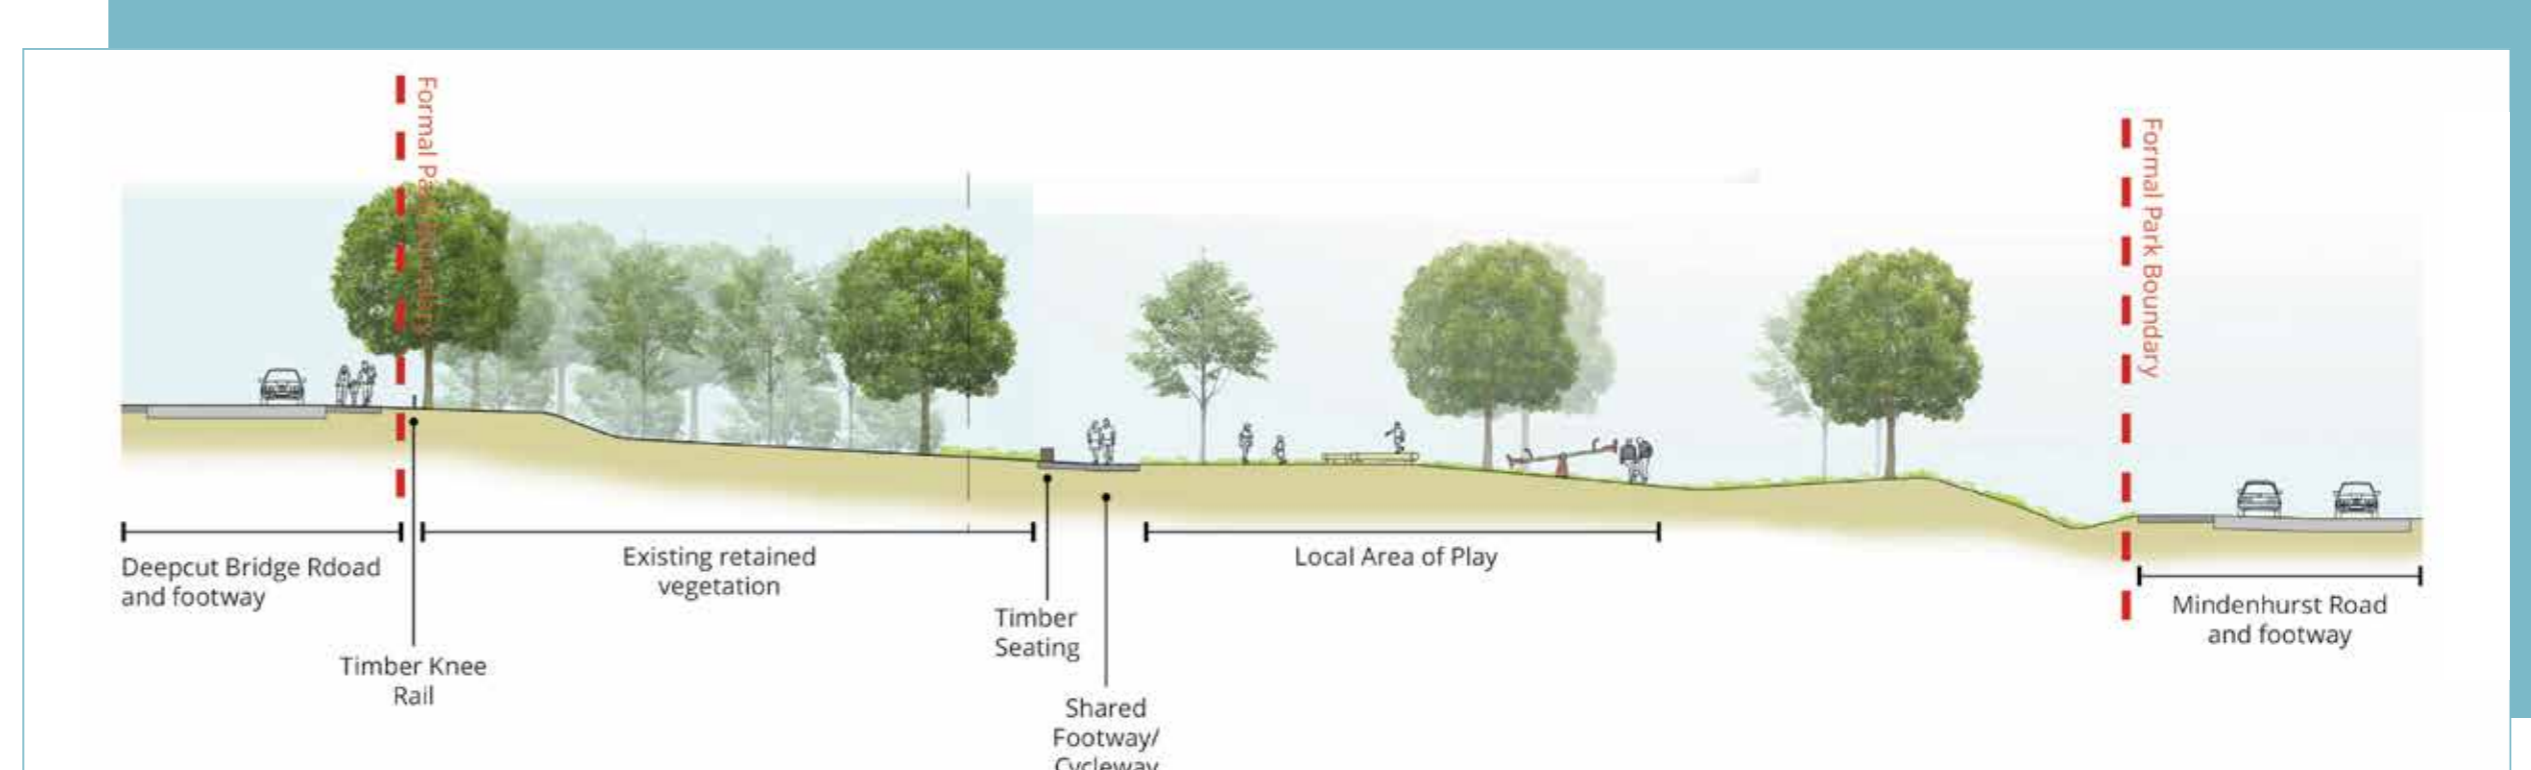 Formal Park Boundary
Formal Park Boundary
Deepcut Bridge Rdoad
and footway
Timber Knee
Rail
Existing retained
vegetation
Timber
Seating
Shared
Footway/
Cycleway
Local Area of Play
Mindenhurst Road
and footway